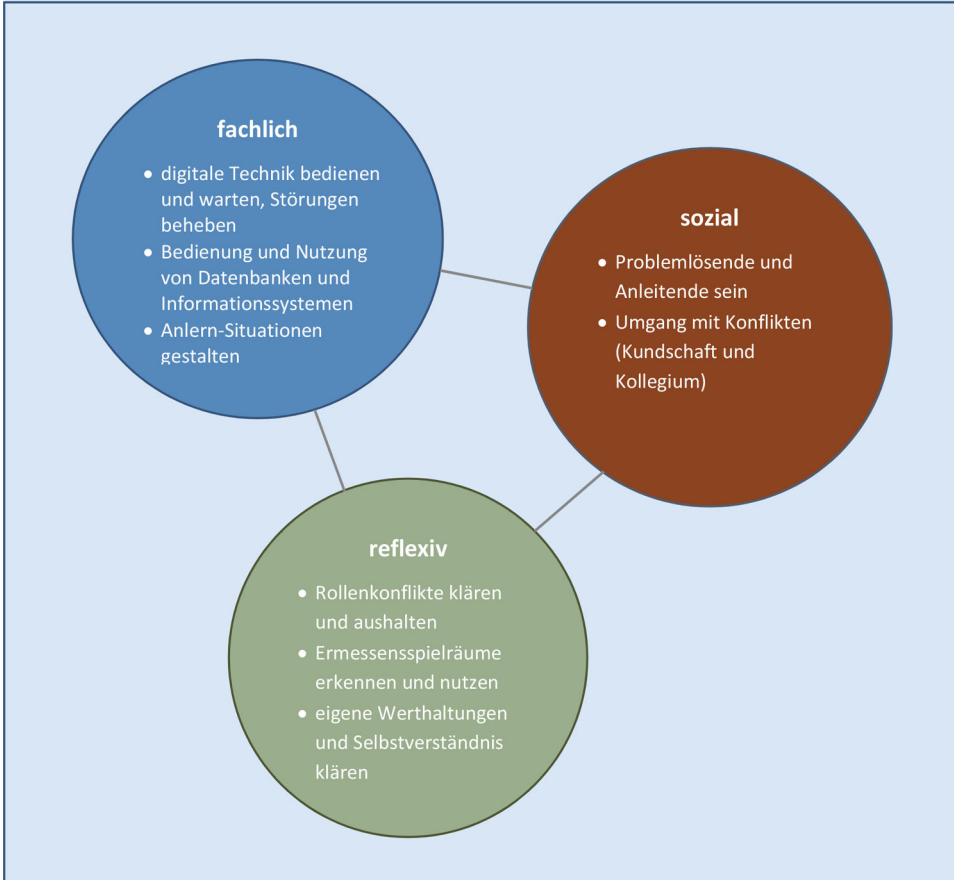 fachlich
• digitale Technik bedienen
und warten, Störungen
beheben
• Bedienung und Nutzung
von Datenbanken und
Informationssystemen
• Anlern-Situationen
gestalten
sozial
• Problemlösende und
Anleitende sein
• Umgang mit Konflikten
(Kundschaft und
Kollegium)
reflexiv
• Rollenkonflikte klären
und aushalten
• Ermessensspielräume
erkennen und nutzen
• eigene Werthaltungen
und Selbstverständnis
klären